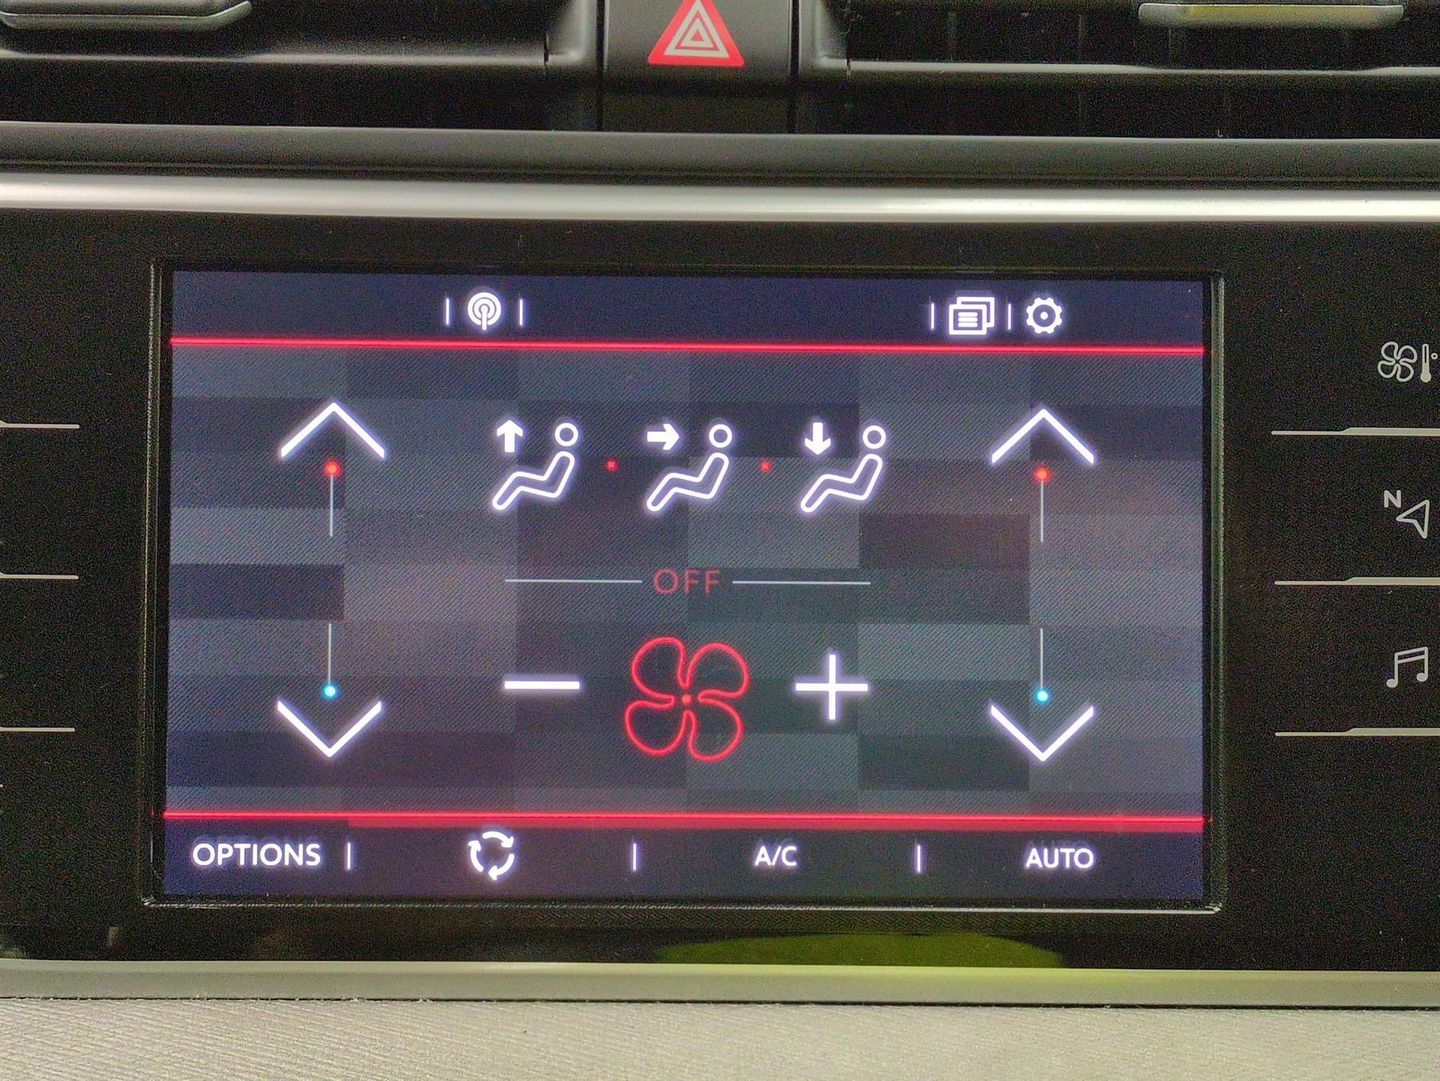 N
OFF
OPTIONS | | A/C | AUTO